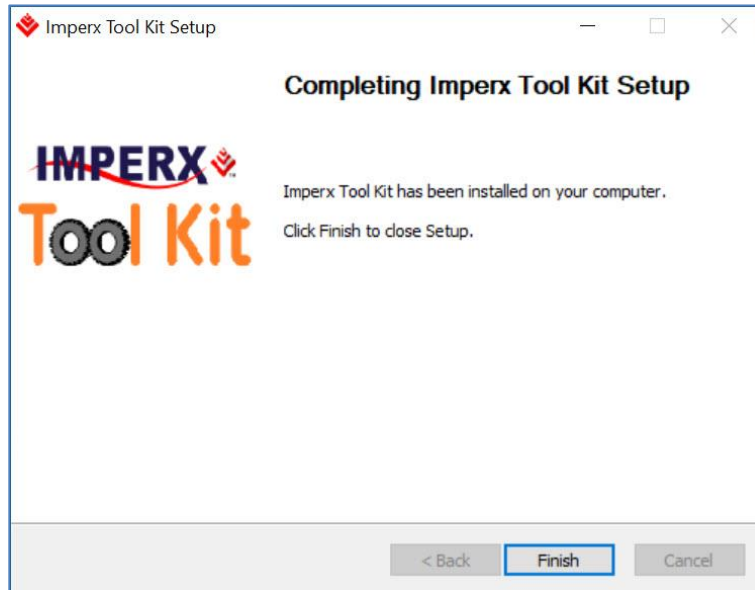 Imperx Tool Kit Setup
Completing Imperx Tool Kit Setup
IMPERX
Tool Kit
Imperx Tool Kit has been installed on your computer.
Click Finish to close Setup.
< Back
Finish
Cancel